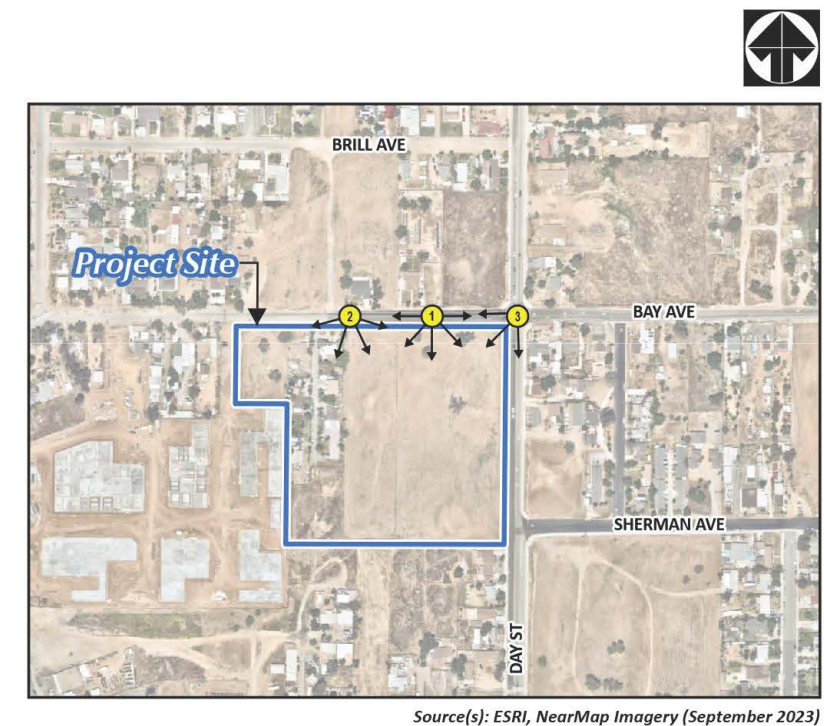 BRILL AVE
Project Site
2
1
3
BAY AVE
SHERMAN AVE
DAY ST
Source(s): ESRI, NearMap Imagery (September 2023)